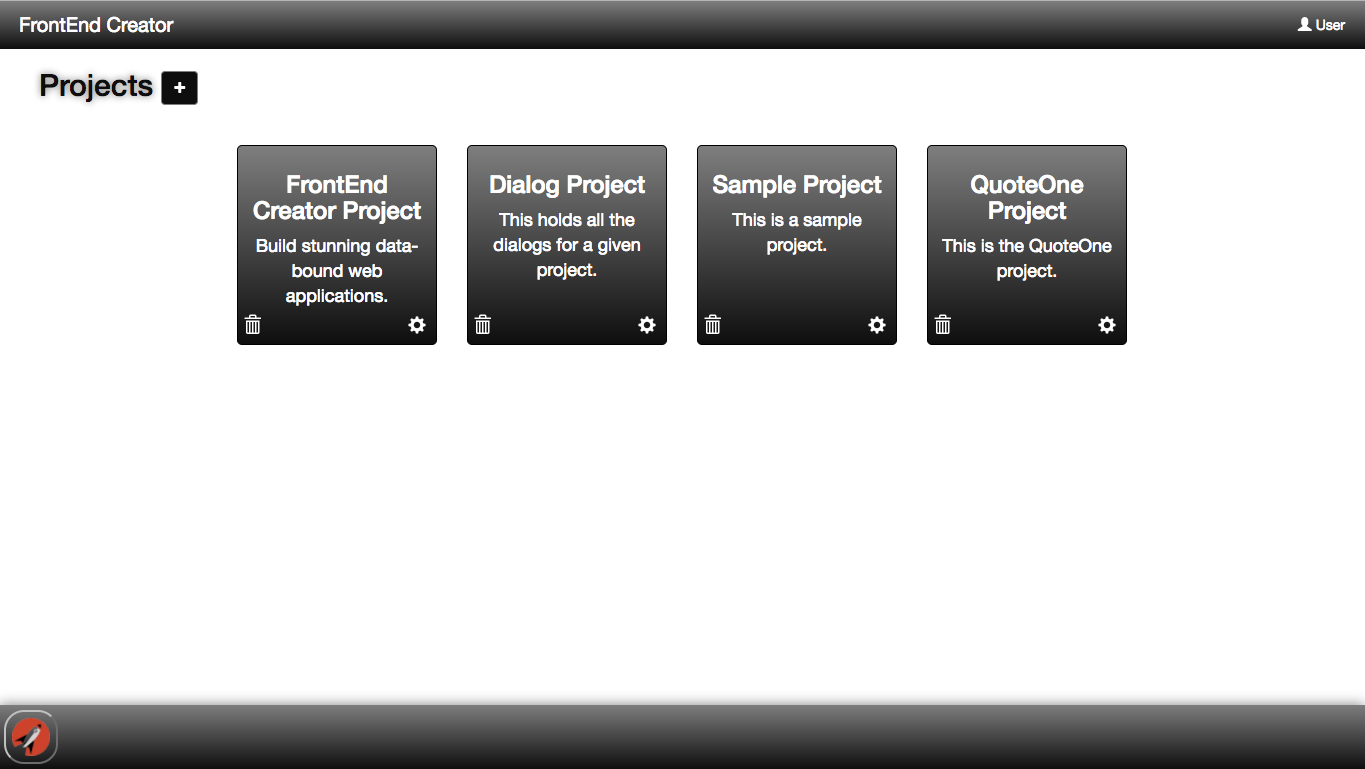 FrontEnd Creator
User
Projects +
FrontEnd
Creator Project
Build stunning data-
bound web
applications.
Dialog Project
This holds all the
dialogs for a given
project.
Sample Project
This is a sample
project.
QuoteOne
Project
This is the QuoteOne
project.